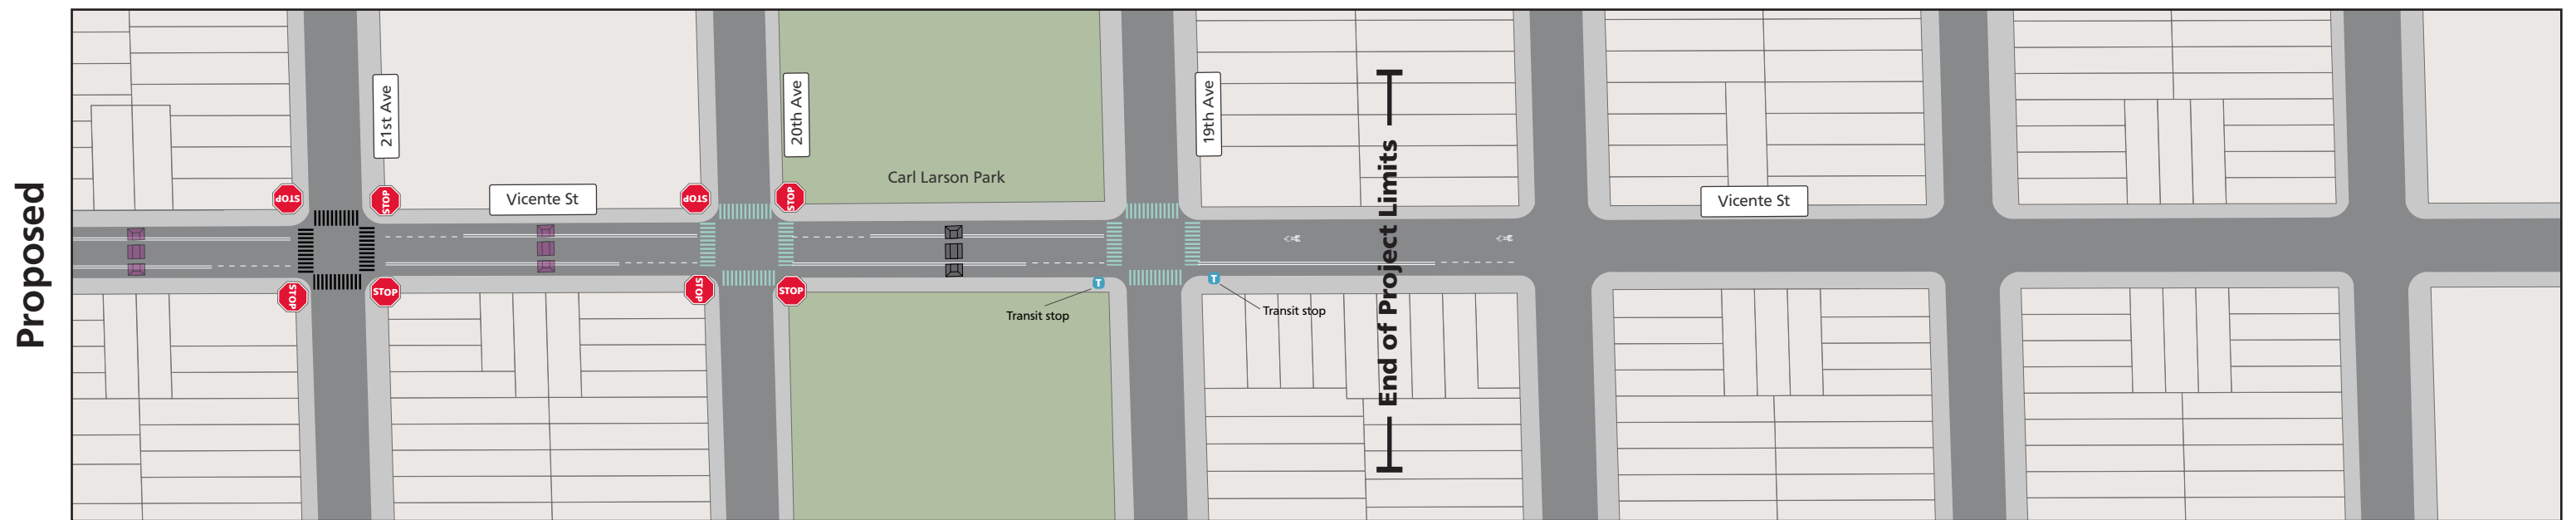 Proposed
21st Ave
20th Ave
19th Ave
Carl Larson Park
End of Project Limits
Vicente St
Vicente St
STOP
STOP
STOP
STOP
STOP
STOP
STOP
STOP
T
T
Transit stop
Transit stop